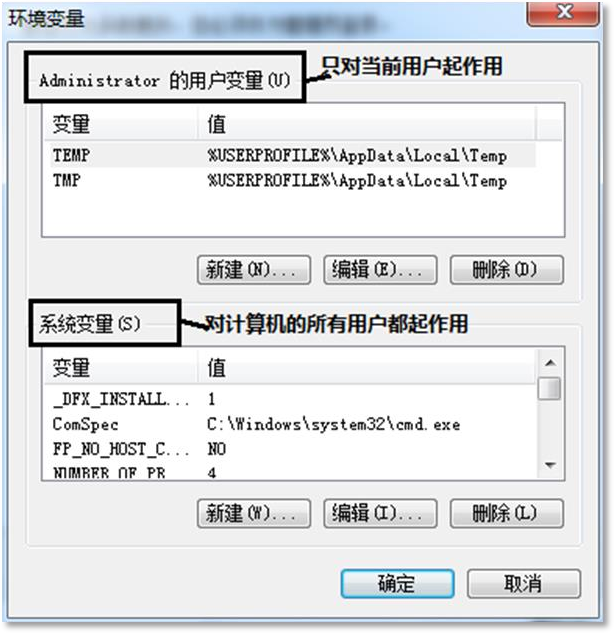 环境变量
Administrator 的用户变量(U)
只对当前用户起作用
变量 值
TEMP %USERPROFILE%\AppData\Local\Temp
TMP %USERPROFILE%\AppData\Local\Temp
新建(N)... 编辑(E)... 删除(D)
系统变量(S)
对计算机的所有用户都起作用
变量 值
_DFX_INSTALL... 1
ComSpec C:\Windows\system32\cmd.exe
FP_NO_HOST_C... NO
NUMBER_OF_PR 4
新建(W)... 编辑(I)... 删除(L)
确定 取消